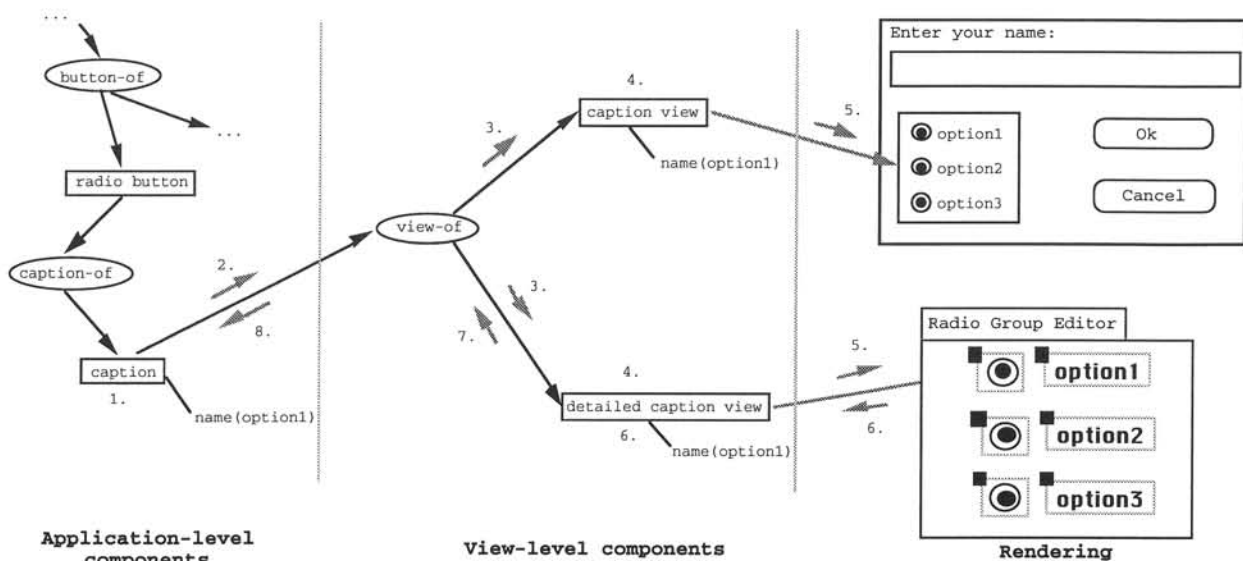 ...
button-of
...
radio button
caption-of
caption
1.
name(option1)
2.
8.
view-of
3.
3.
7.
4.
caption view
name(option1)
4.
detailed caption view
6.
name(option1)
5.
5.
6.
Enter your name:
option1
option2
option3
Ok
Cancel
Radio Group Editor
option1
option2
option3
Application-level
components
View-level components
Rendering